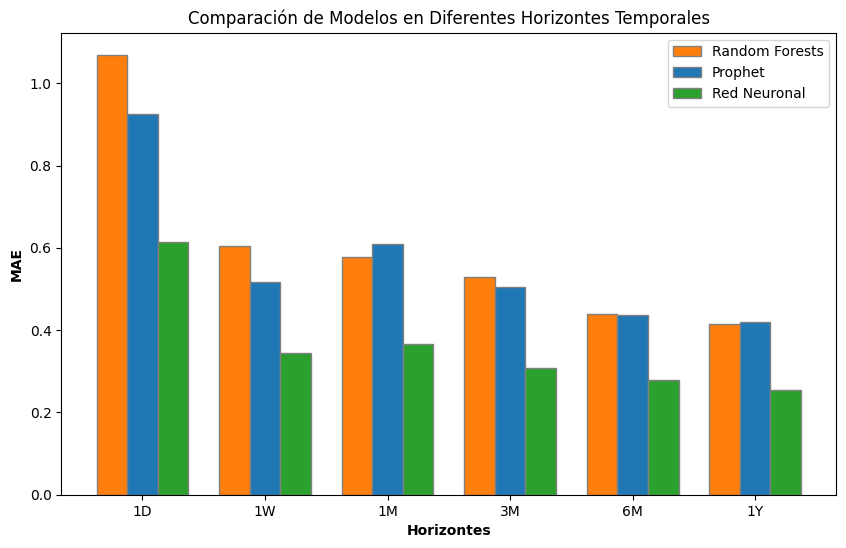 Comparación de Modelos en Diferentes Horizontes Temporales
Random Forests
Prophet
Red Neuronal
MAE
1.0
0.8
0.6
0.4
0.2
0.0
1D 1W 1M 3M 6M 1Y
Horizontes